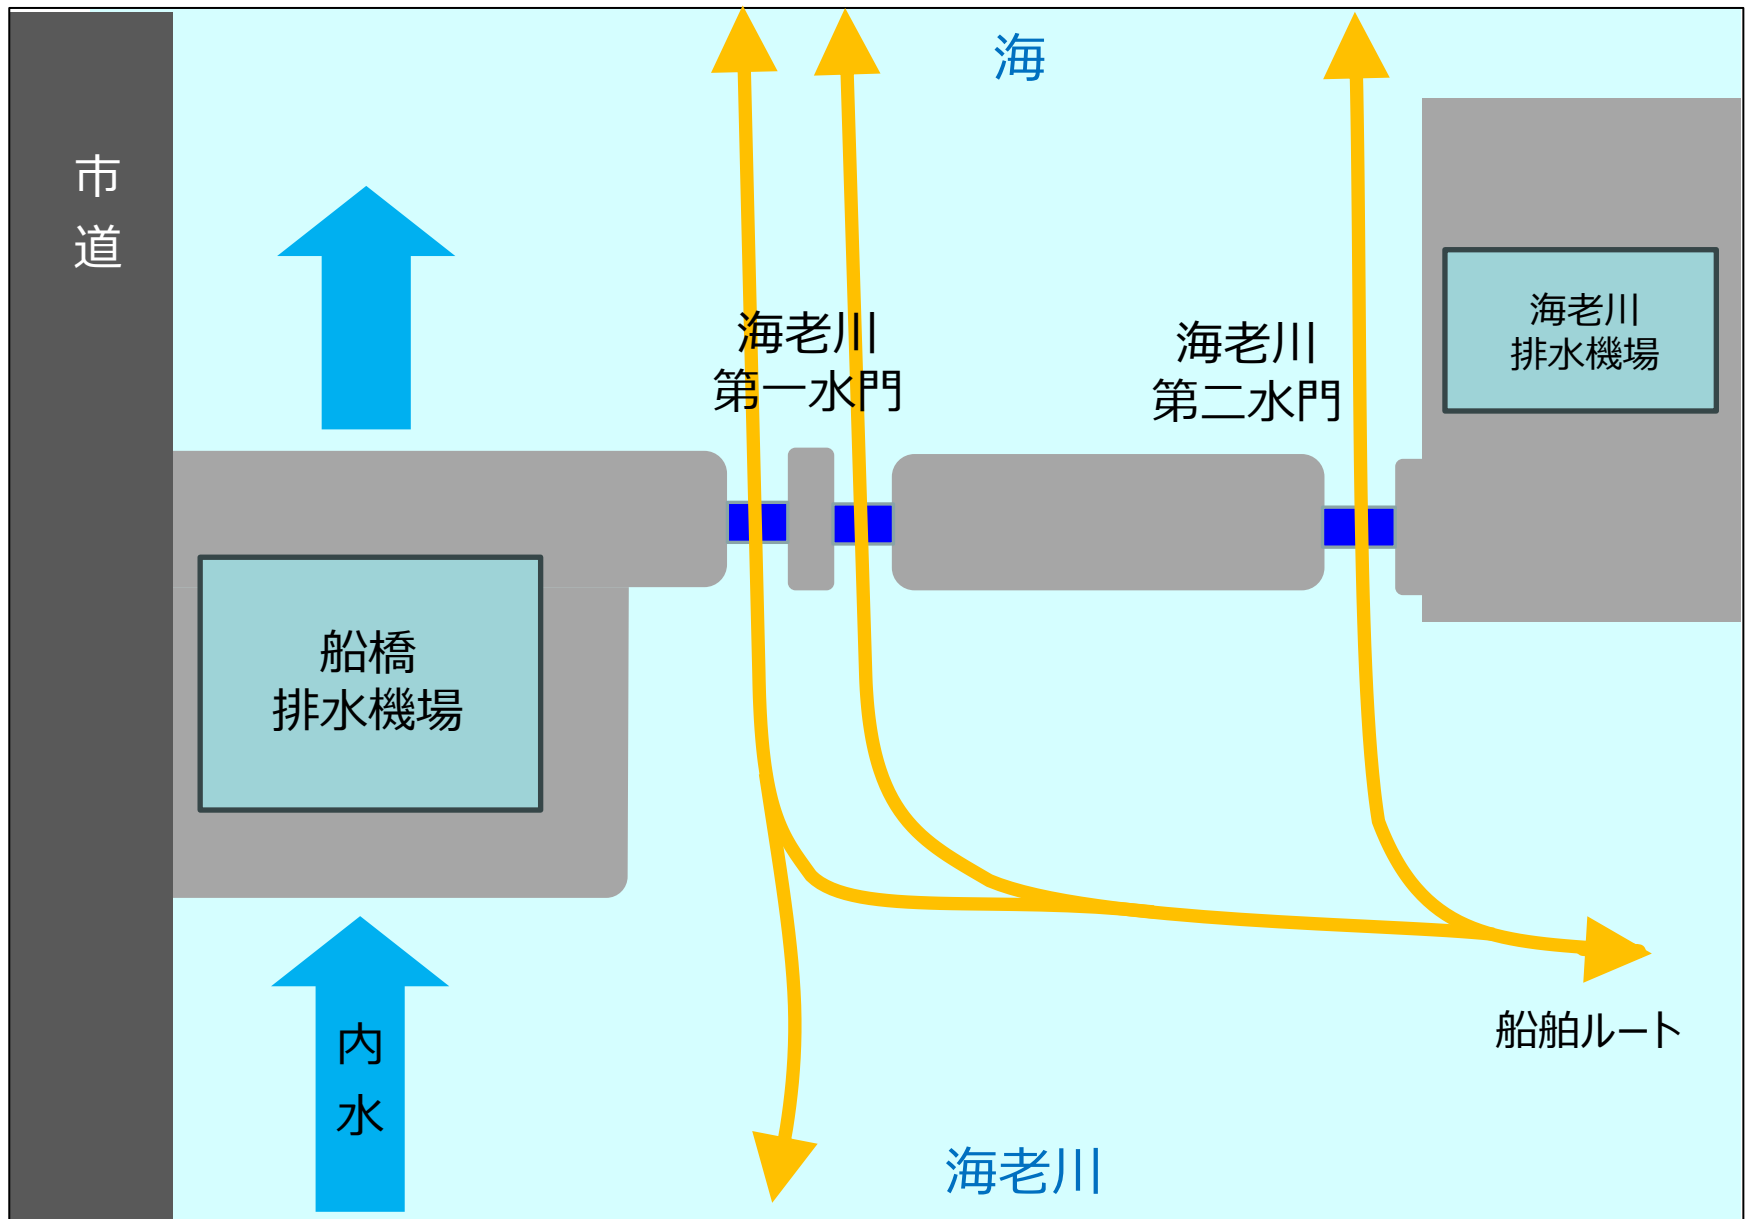 海
市
道
海老川
排水機場
海老川
第一水門
海老川
第二水門
船橋
排水機場
船舶ルート
内
水
海老川